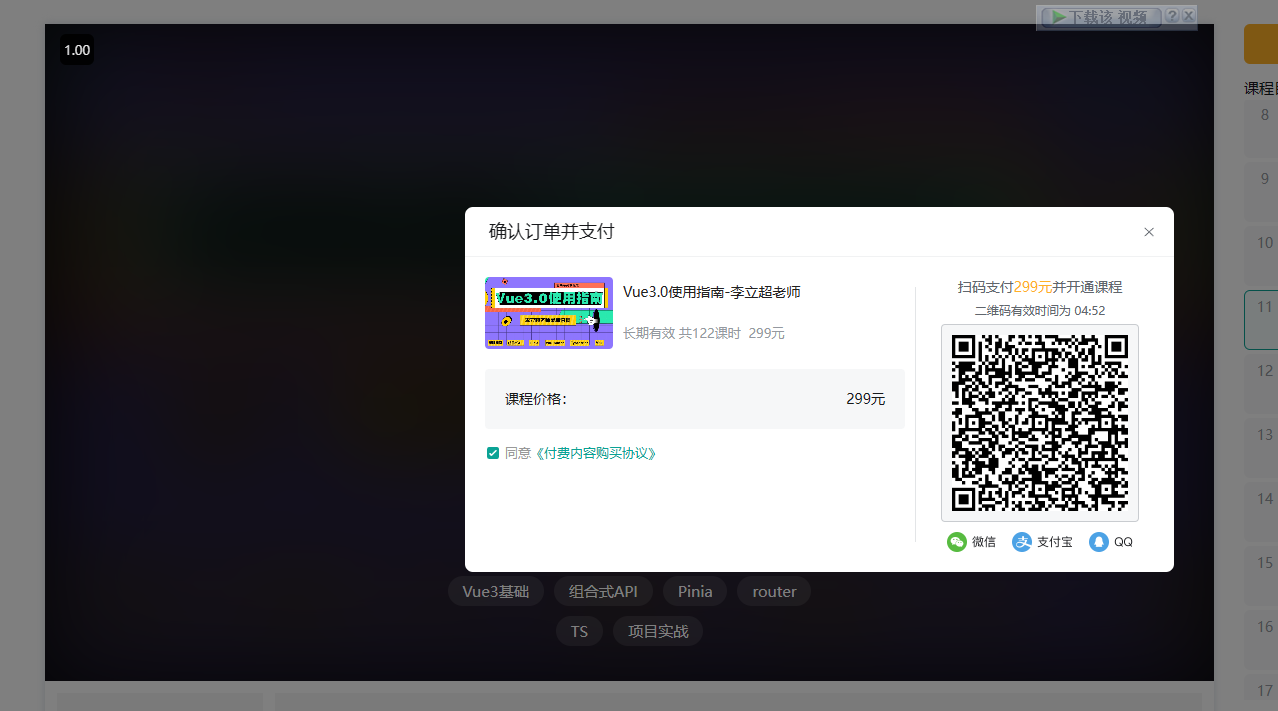 下载该 视频
?
1.00
课程
8
9
10
11
12
13
14
15
16
17
确认订单并支付
Vue3.0使用指南
Vue3.0使用指南-李立超老师
长期有效 共122课时 299元
课程价格：
299元
同意《付费内容购买协议》
扫码支付299元并开通课程
二维码有效时间为 04:52
微信
支付宝
QQ
Vue3基础
组合式API
Pinia
router
TS
项目实战